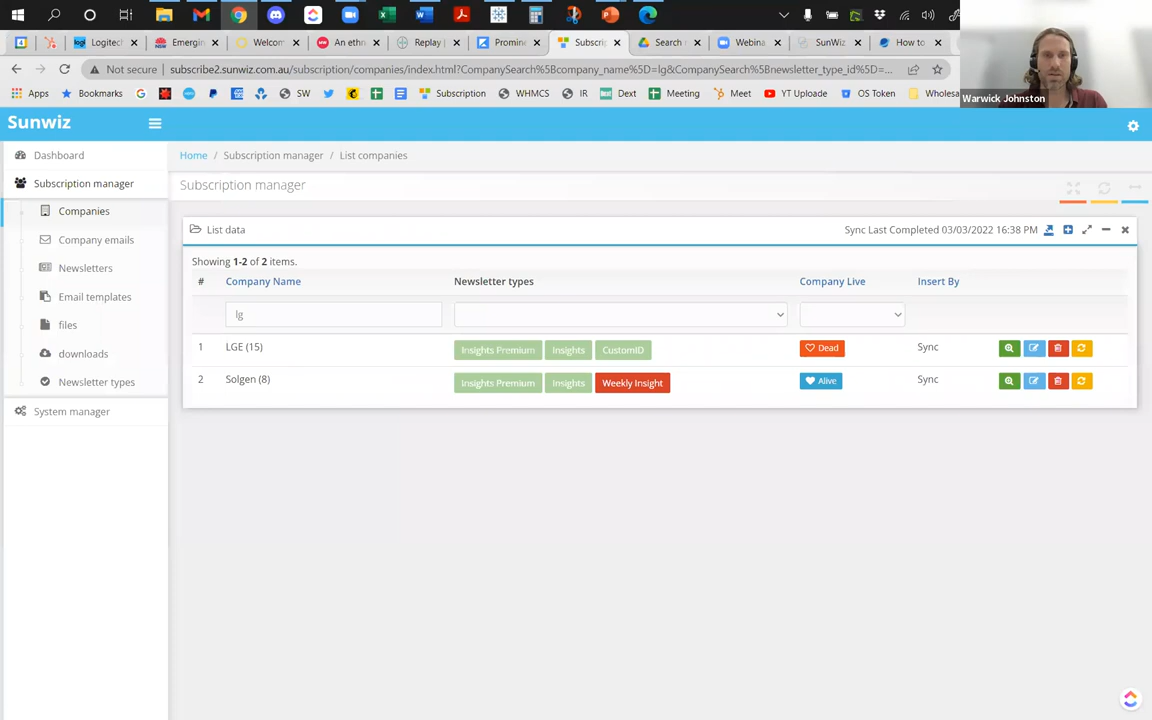 Logitech
Emergin
Welcom
An ethn
Replay |
Promine
Subscrip
Search r
Webina
SunWiz
How to
Not secure | subscribe2.sunwiz.com.au/subscription/companies/index.html?CompanySearch%5Bcompany_name%5D=lg&CompanySearch%5Bnewsletter_type_id%5D=...
Warwick Johnston
Apps
Bookmarks
SW
Subscription
WHMCS
IR
Dext
Meeting
YT Uploade
Meet
OS Token
Wholesa
Sunwiz
Dashboard
Home / Subscription manager / List companies
Subscription manager
Subscription manager
Companies
List data
Sync Last Completed 03/03/2022 16:38 PM
Company emails
Showing 1-2 of 2 items.
Newsletters
# Company Name Newsletter types Company Live Insert By
Email templates
lg
files
1 LGE (15) Insights Premium Insights CustomID Dead Sync
downloads
2 Solgen (8) Insights Premium Insights Weekly Insight Alive Sync
Newsletter types
System manager